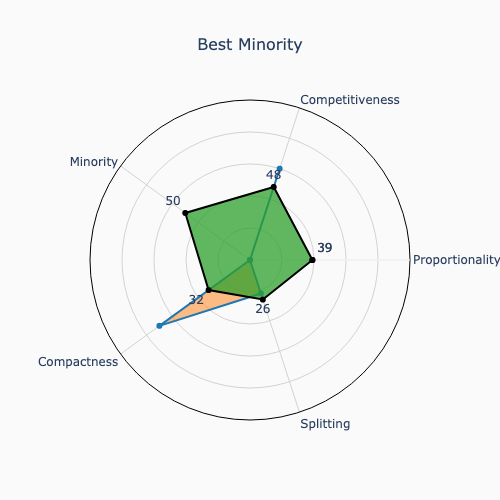 Best Minority
Competitiveness
Minority
48
50
39
Proportionality
32
26
Compactness
Splitting